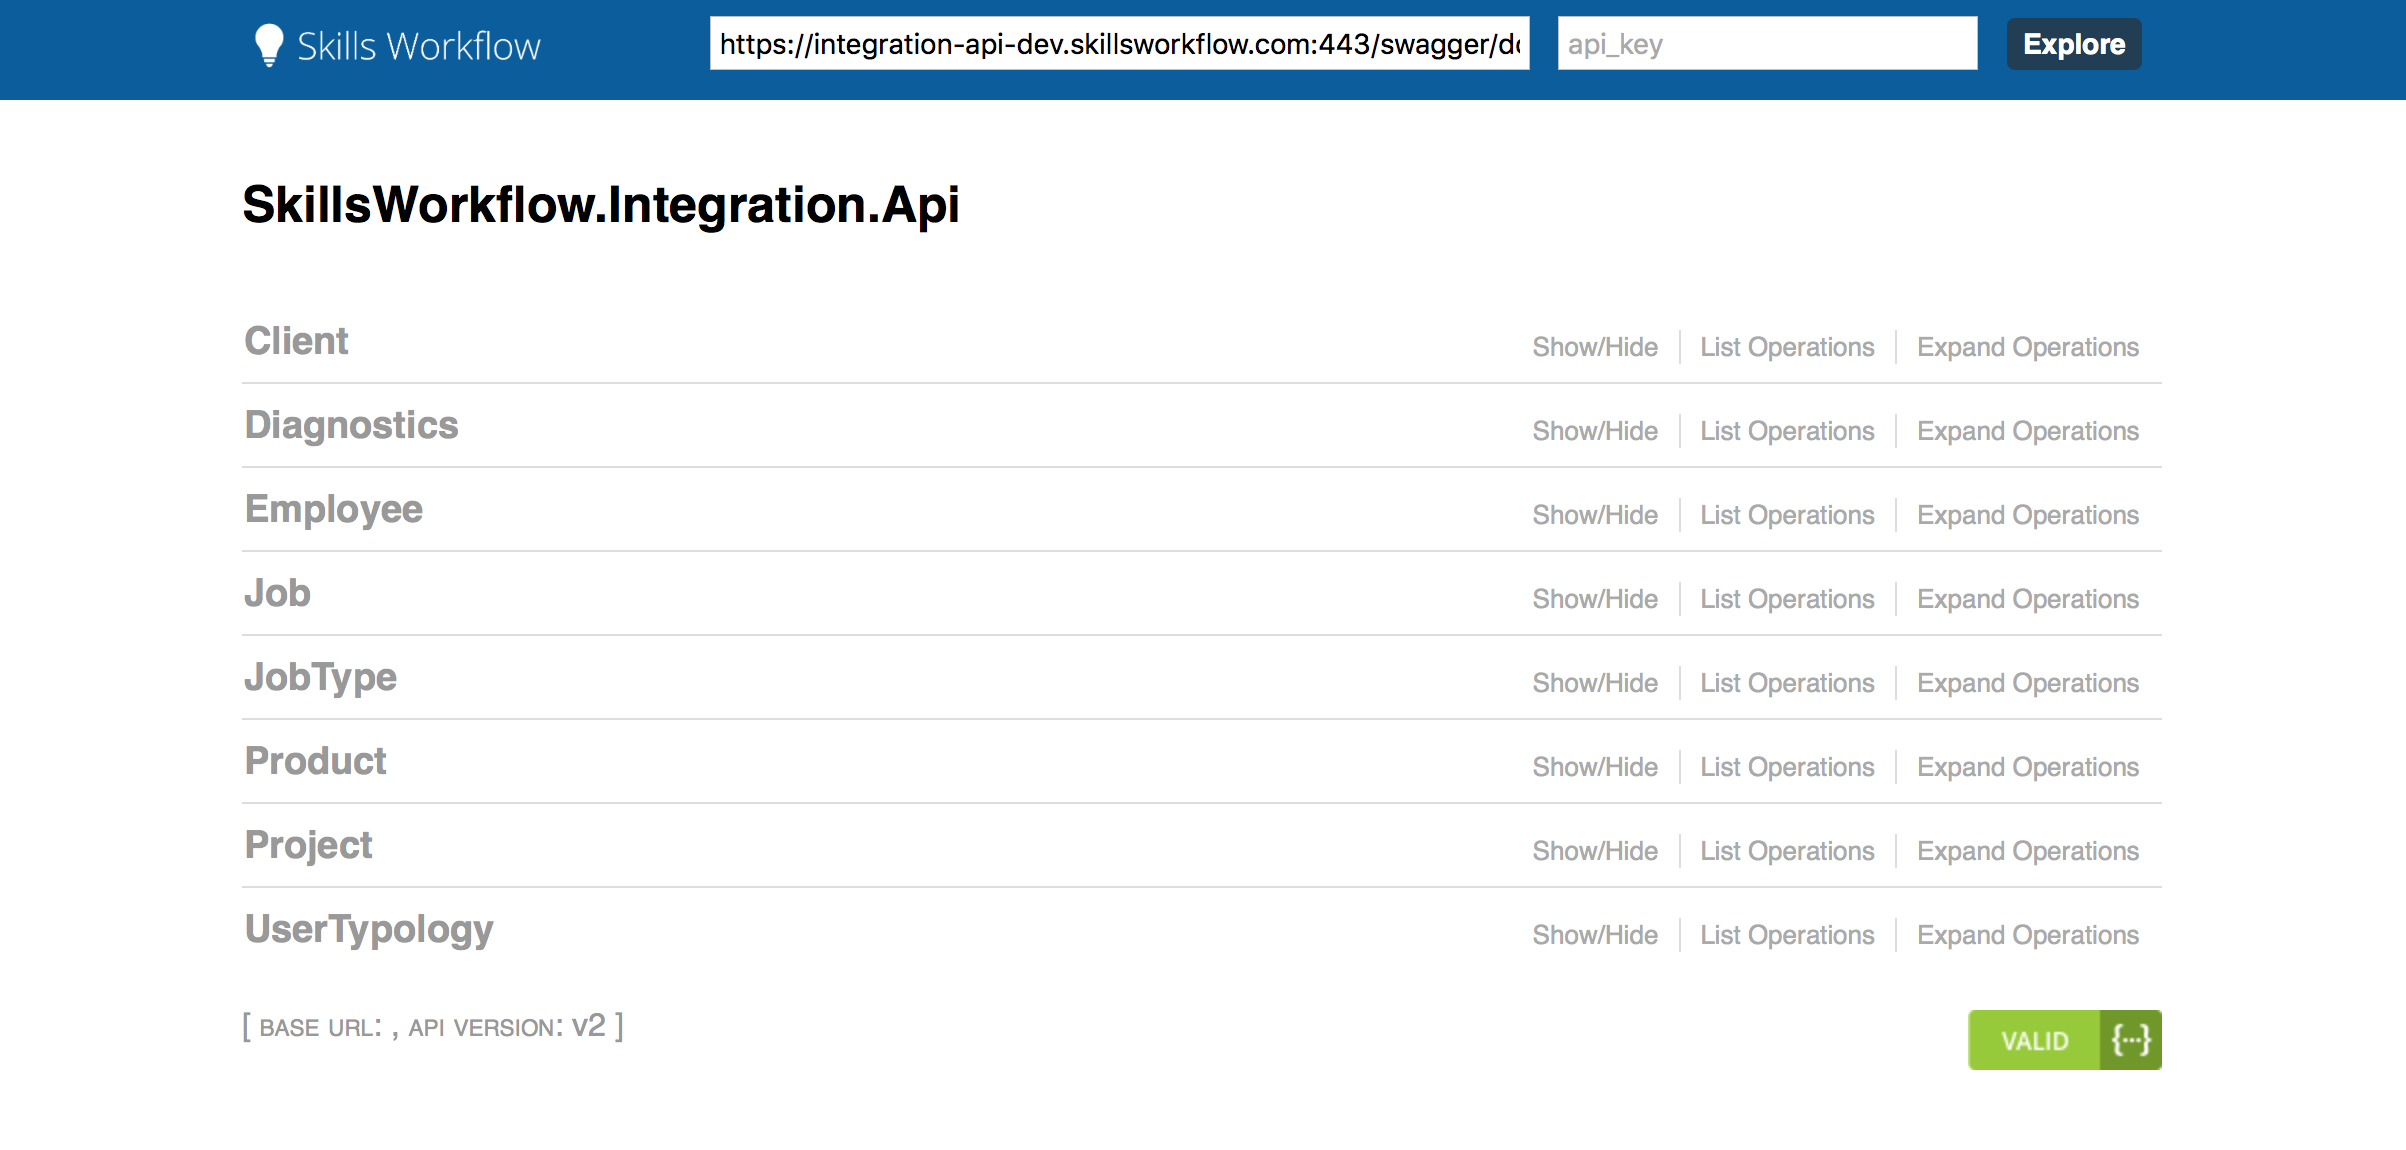 Skills Workflow https://integration-api-dev.skillsworkflow.com:443/swagger/do api_key Explore
SkillsWorkflow.Integration.Api
Client Show/Hide List Operations Expand Operations
Diagnostics Show/Hide List Operations Expand Operations
Employee Show/Hide List Operations Expand Operations
Job Show/Hide List Operations Expand Operations
JobType Show/Hide List Operations Expand Operations
Product Show/Hide List Operations Expand Operations
Project Show/Hide List Operations Expand Operations
UserTypology Show/Hide List Operations Expand Operations
[ BASE URL: , API VERSION: v2 ] VALID {...}